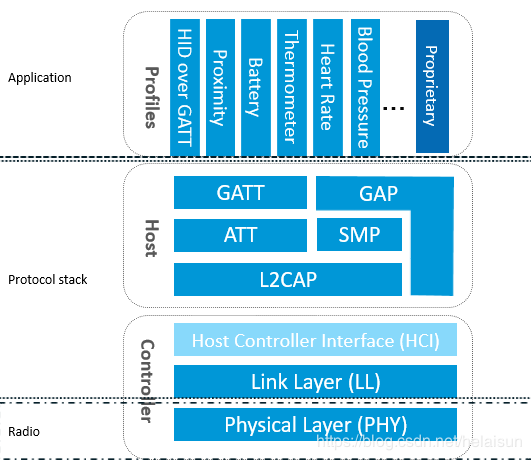 Application
Profiles
HID over GATT
Proximity
Battery
Thermometer
Heart Rate
Blood Pressure
...
Proprietary
Protocol stack
Host
GATT
GAP
ATT
SMP
L2CAP
Controller
Host Controller Interface (HCI)
Link Layer (LL)
Radio
Physical Layer (PHY)
https://blog.csdn.net/helaisun